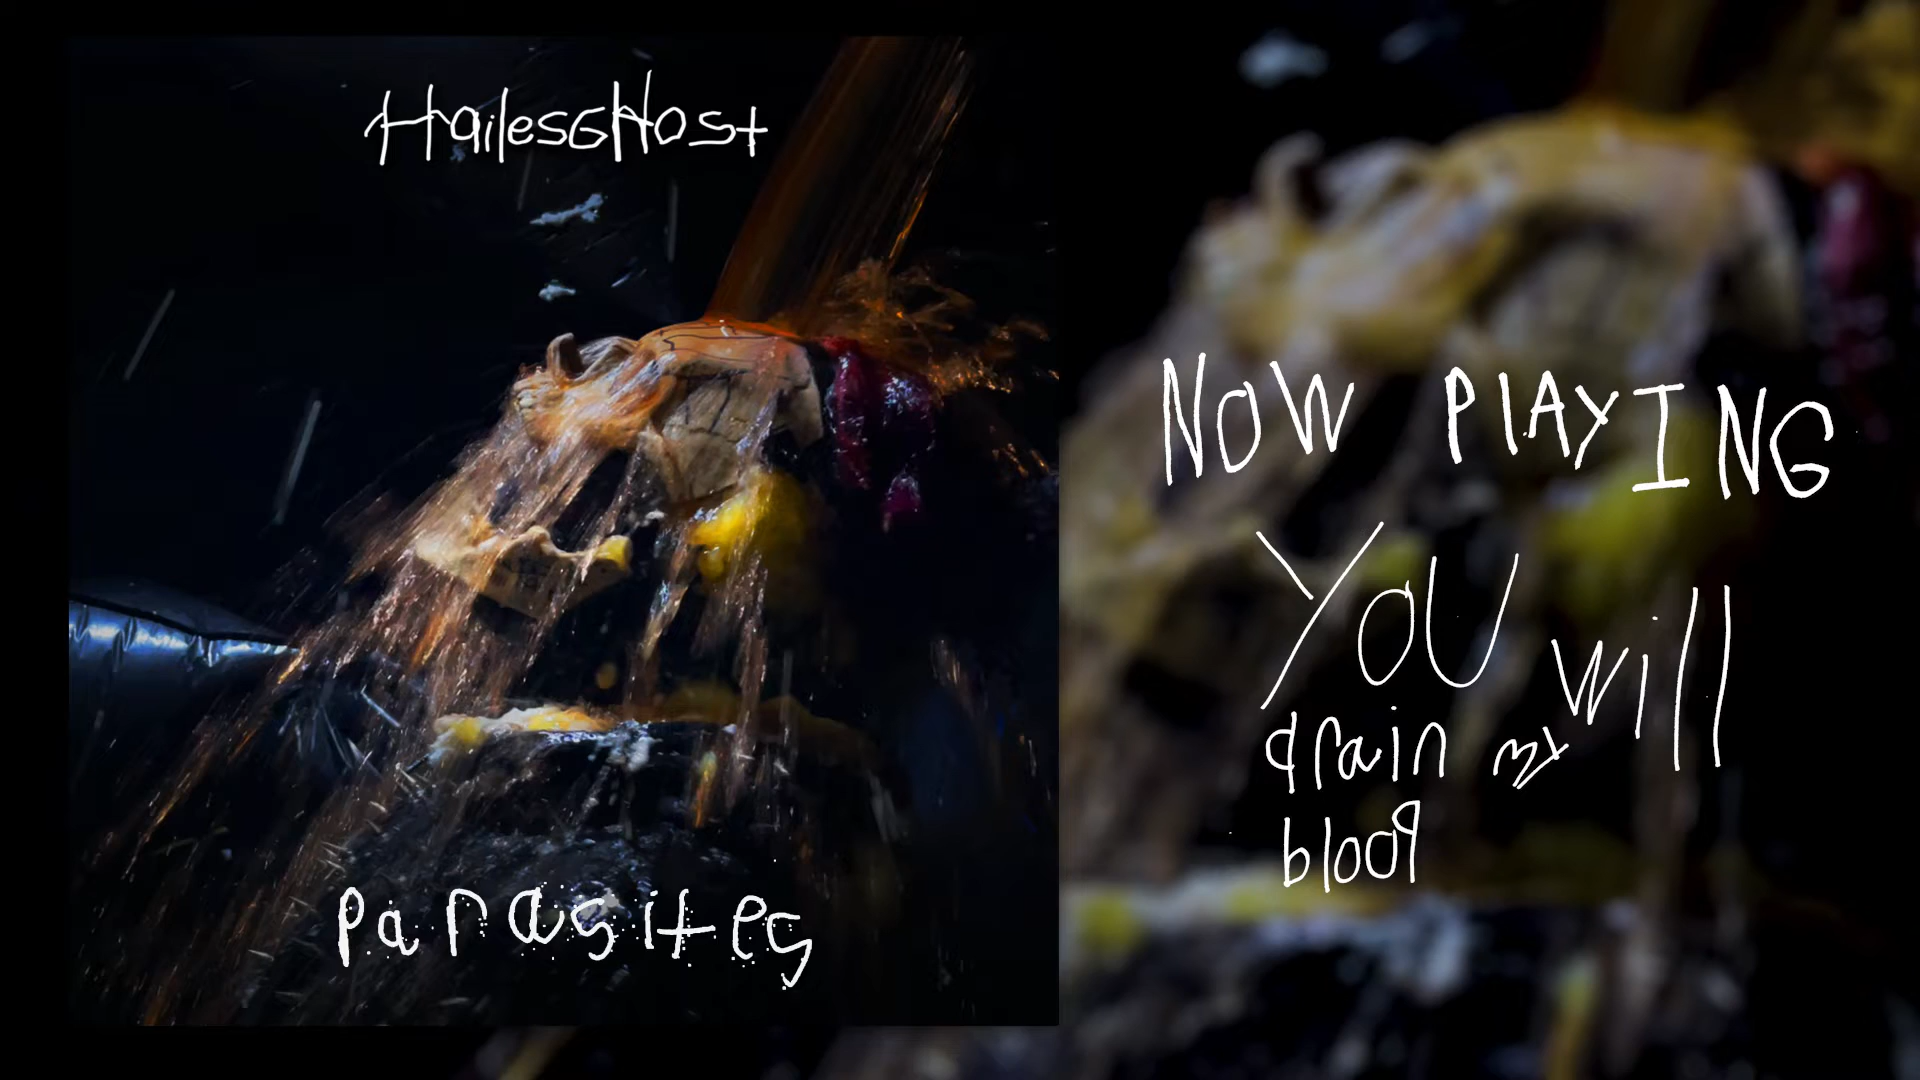 HailesGHost
Parasites
NOW PlAYING
YOU will
drain my
blood